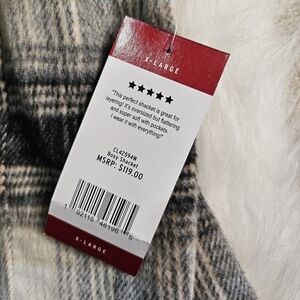 X-LARGE
★★★★★
"This perfect shacket is great for
layering! It's oversized but flattering
and super soft with pockets.
I wear it with everything!"
CL42594W
Boxy Shacket
MSRP: $119.00
X-LARGE